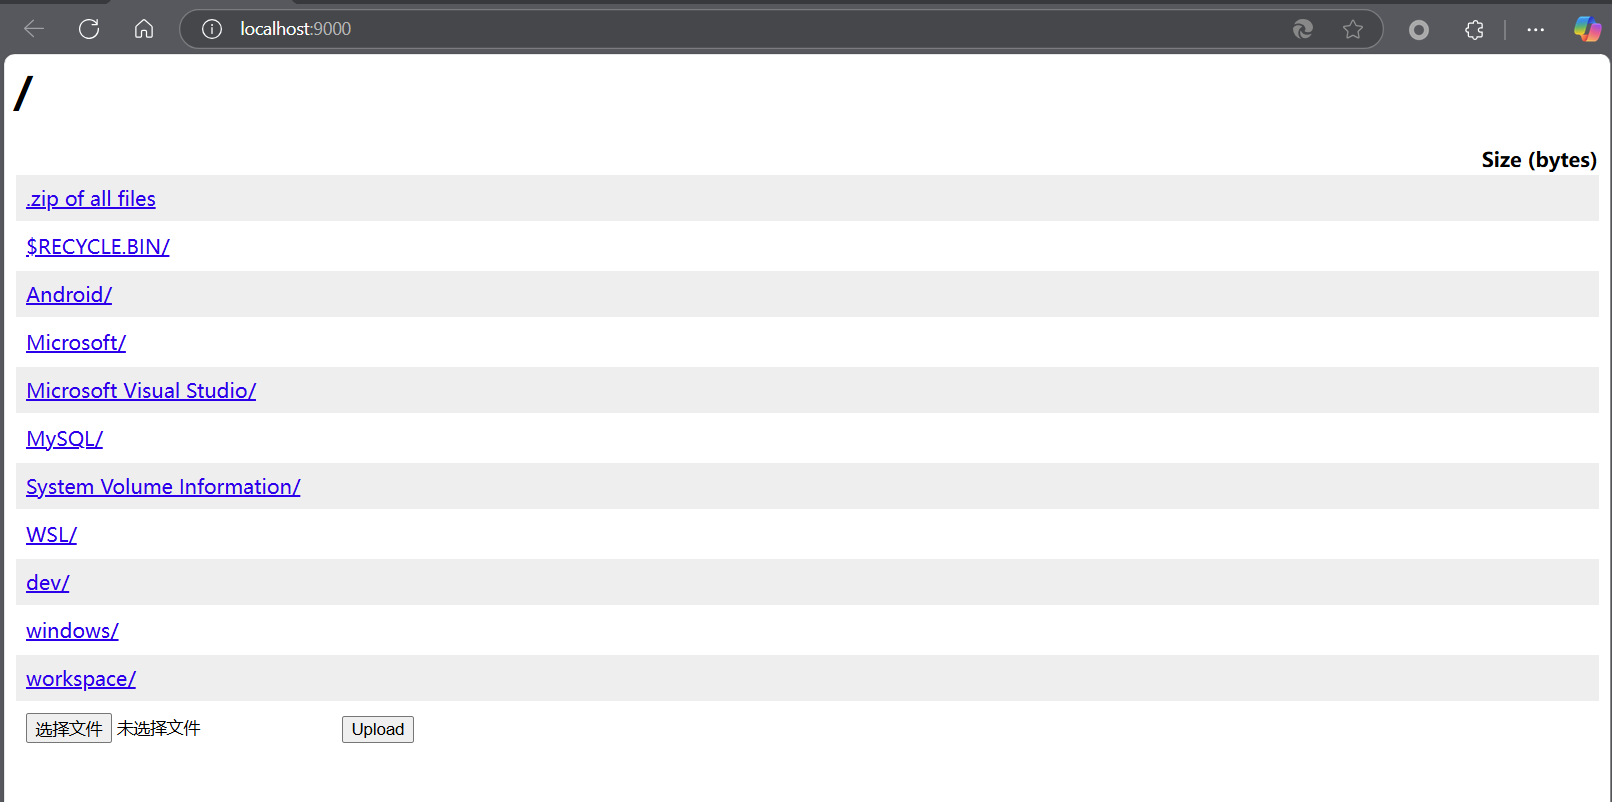 localhost:9000
/
Size (bytes)
.zip of all files
$RECYCLE.BIN/
Android/
Microsoft/
Microsoft Visual Studio/
MySQL/
System Volume Information/
WSL/
dev/
windows/
workspace/
选择文件 未选择文件 Upload